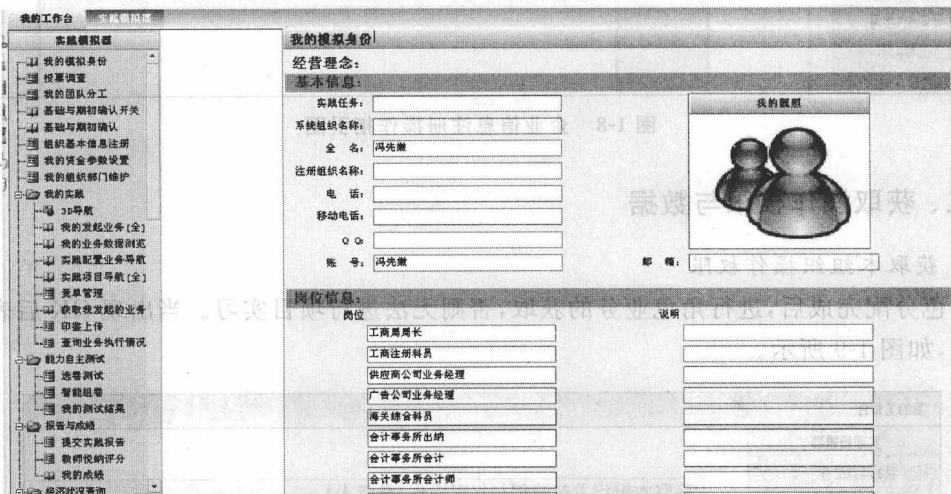 我的工作台 实践模拟器
实践模拟器
我的模拟身份
投票调查
我的团队分工
基础与期初确认开关
基础与期初确认
组织基本信息注册
我的资金参数设置
我的组织部门维护
我的实践
3D导航
我的发起业务[全]
我的业务数据浏览
实践配置业务导航
实践项目导航[全]
菜单管理
获取我发起的业务
印鉴上传
查询业务执行情况
能力自主测试
选卷测试
智能组卷
我的测试结果
报告与成绩
提交实践报告
教师悦纳评分
我的成绩
经济状况查询
我的模拟身份
经营理念:
基本信息:
实践任务:
系统组织名称:
全 名: 冯先澉
注册组织名称:
电 话:
移动电话:
Q Q:
账 号: 冯先澉
邮 箱:
我的靓照
岗位信息:
岗位 说明
工商局局长
工商注册科员
供应商公司业务经理
广告公司业务经理
海关综合科员
会计事务所出纳
会计事务所会计
会计事务所会计师